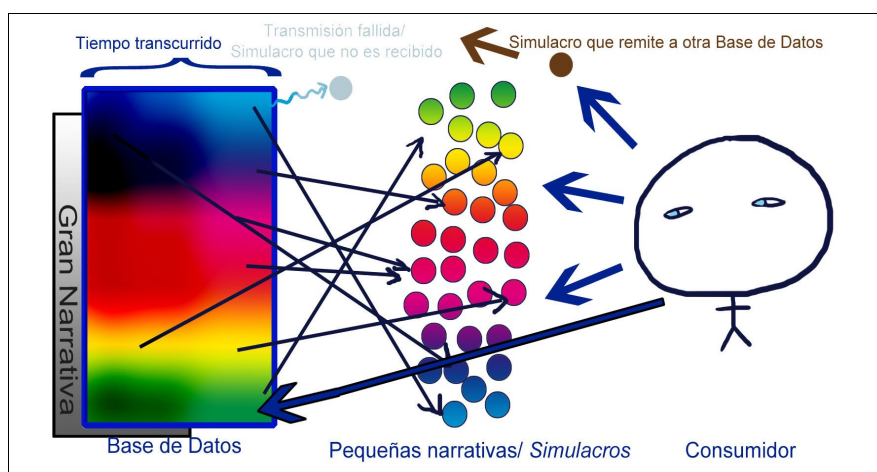 Tiempo transcurrido
Transmisión fallida/
Simulacro que no es recibido
Simulacro que remite a otra Base de Datos
Gran Narrativa
Base de Datos
Pequeñas narrativas/ Simulacros
Consumidor